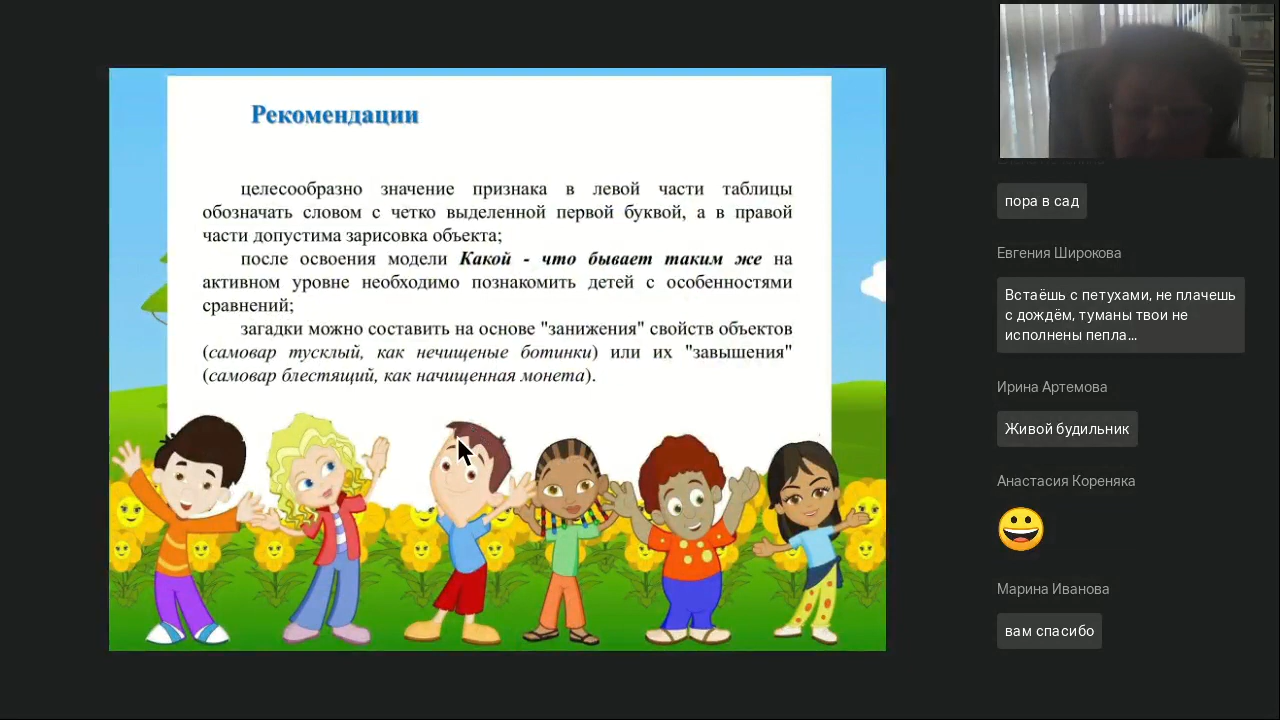 Рекомендации
целесообразно значение признака в левой части таблицы
обозначать словом с четко выделенной первой буквой, а в правой
части допустима зарисовка объекта;
после освоения модели Какой - что бывает таким же на
активном уровне необходимо познакомить детей с особенностями
сравнений;
загадки можно составить на основе "занижения" свойств объектов
(самовар тусклый, как нечищеные ботинки) или их "завышения"
(самовар блестящий, как начищенная монета).
пора в сад
Евгения Широкова
Встаёшь с петухами, не плачешь
с дождём, туманы твои не
исполнены пепла...
Ирина Артемова
Живой будильник
Анастасия Кореняка
Марина Иванова
вам спасибо